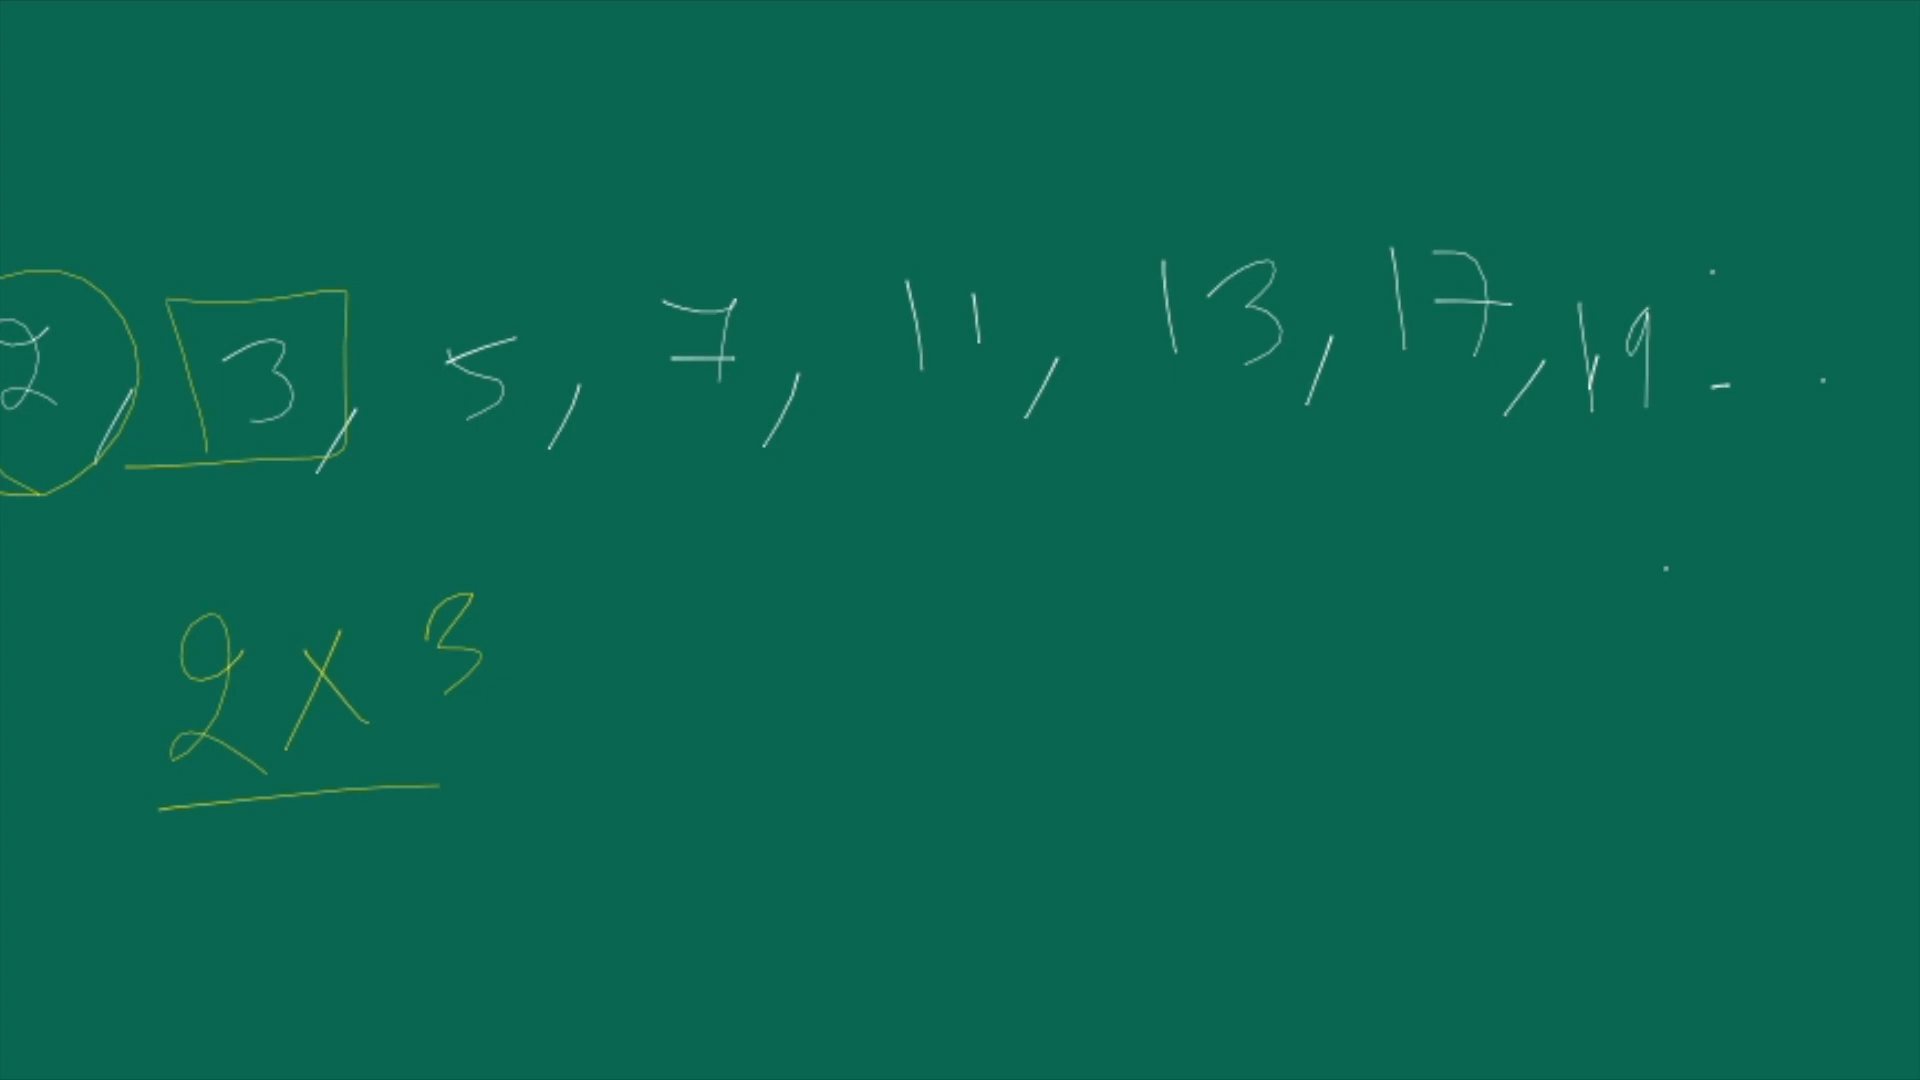 2, 3, 5, 7, 11, 13, 17, 19 - .
2 x 3